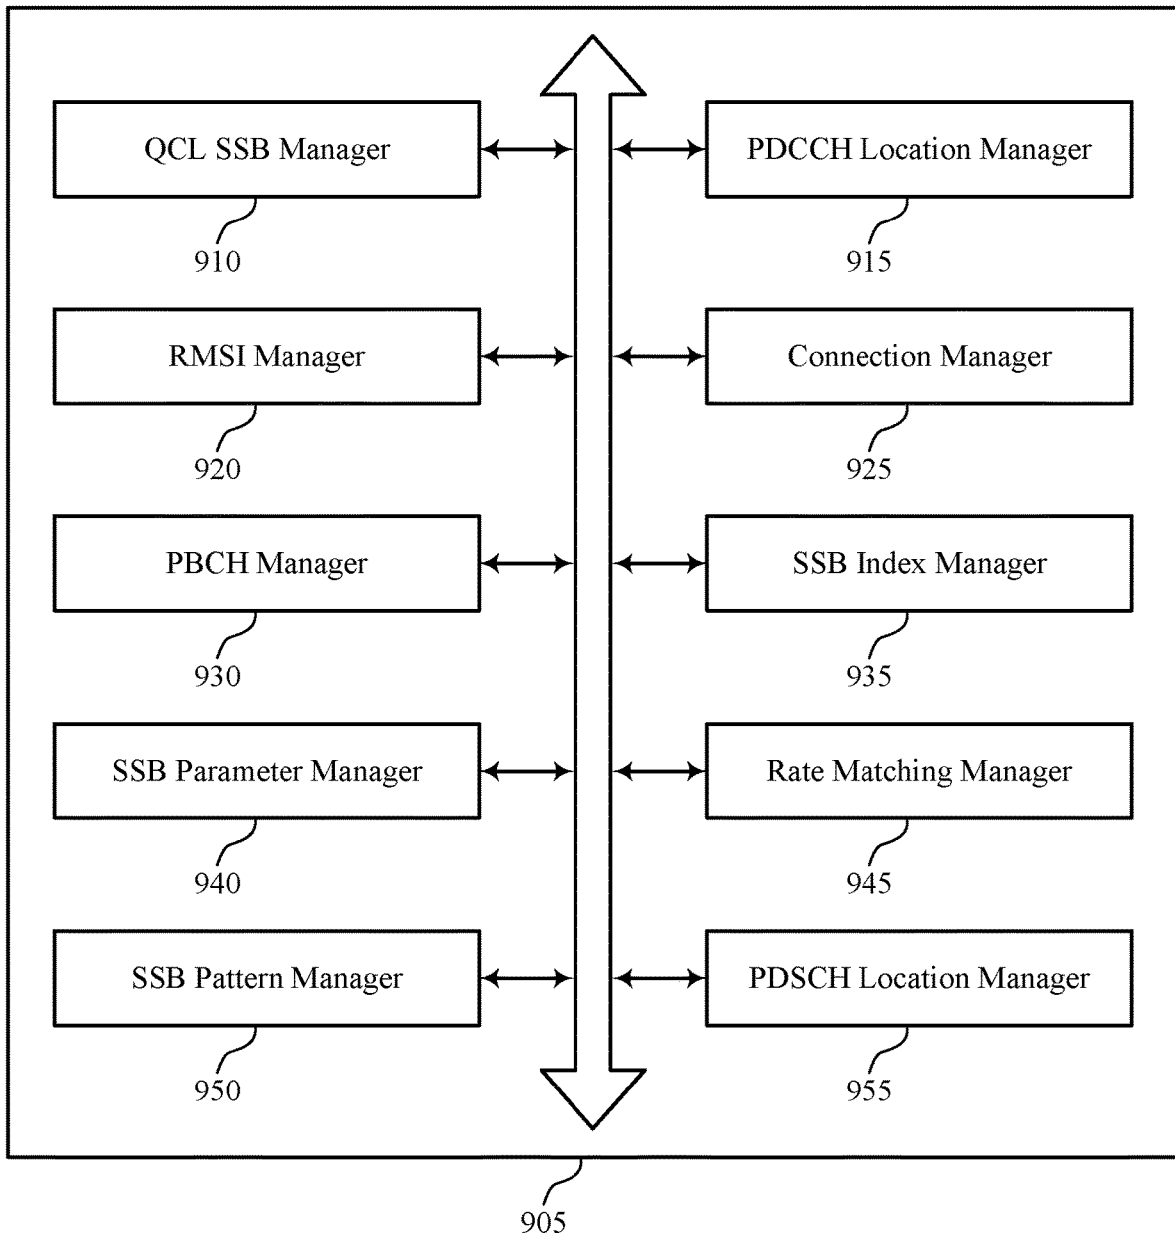 QCL SSB Manager
PDCCH Location Manager
910
915
RMSI Manager
Connection Manager
920
925
PBCH Manager
SSB Index Manager
930
935
SSB Parameter Manager
Rate Matching Manager
940
945
SSB Pattern Manager
PDSCH Location Manager
950
955
905